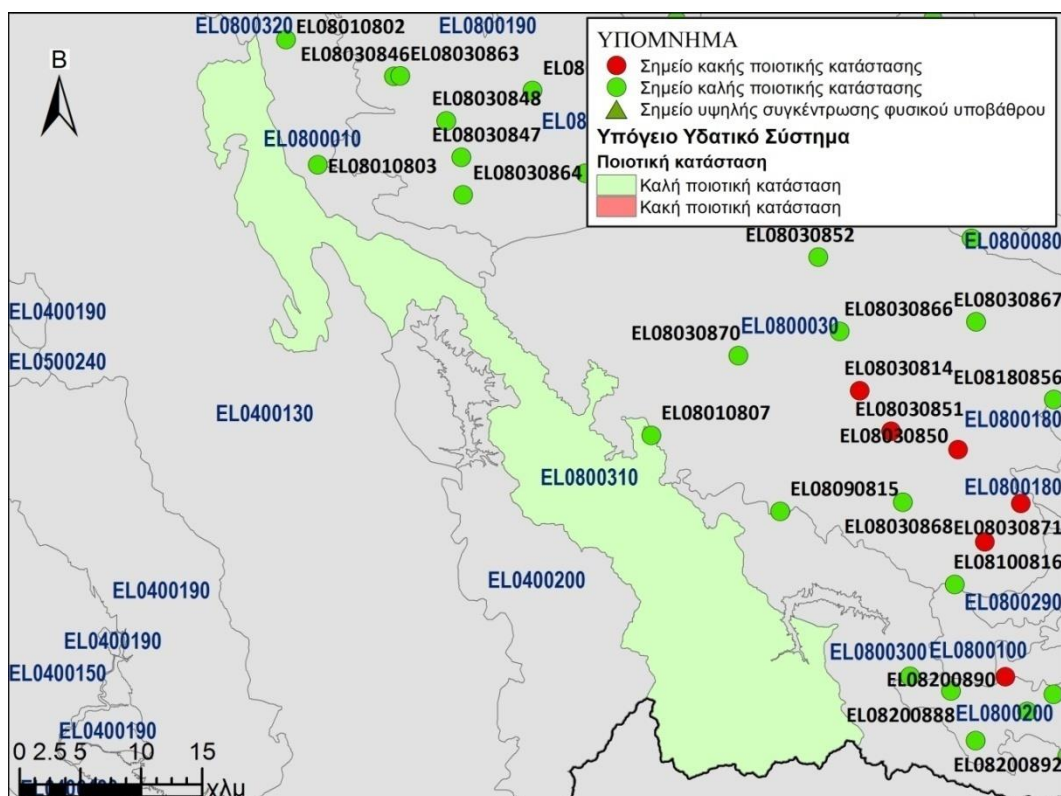 EL0800320
EL08010802
EL0800190
EL08030846
EL08030863
EL08
EL08030848
EL08
EL08030847
EL0800010
EL08010803
EL08030864
Β
ΥΠΟΜΝΗΜΑ
Σημείο κακής ποιοτικής κατάστασης
Σημείο καλής ποιοτικής κατάστασης
Σημείο υψηλής συγκέντρωσης φυσικού υποβάθρου
Υπόγειο Υδατικό Σύστημα
Ποιοτική κατάσταση
Καλή ποιοτική κατάσταση
Κακή ποιοτική κατάσταση
EL08030852
EL0800080
EL0400190
EL08030866
EL08030867
EL08030870
EL0800030
EL0500240
EL08030814
EL08180856
EL0400130
EL08030851
EL0800180
EL08010807
EL08030850
EL0800310
EL08090815
EL0800180
EL08030868
EL08030871
EL08100816
EL0400190
EL0400200
EL0800290
EL0400190
EL0400150
EL0800300
EL0800100
EL08200890
EL0400190
EL08200888
EL0800200
EL08200892
0 2.5 5 10 15
χλμ